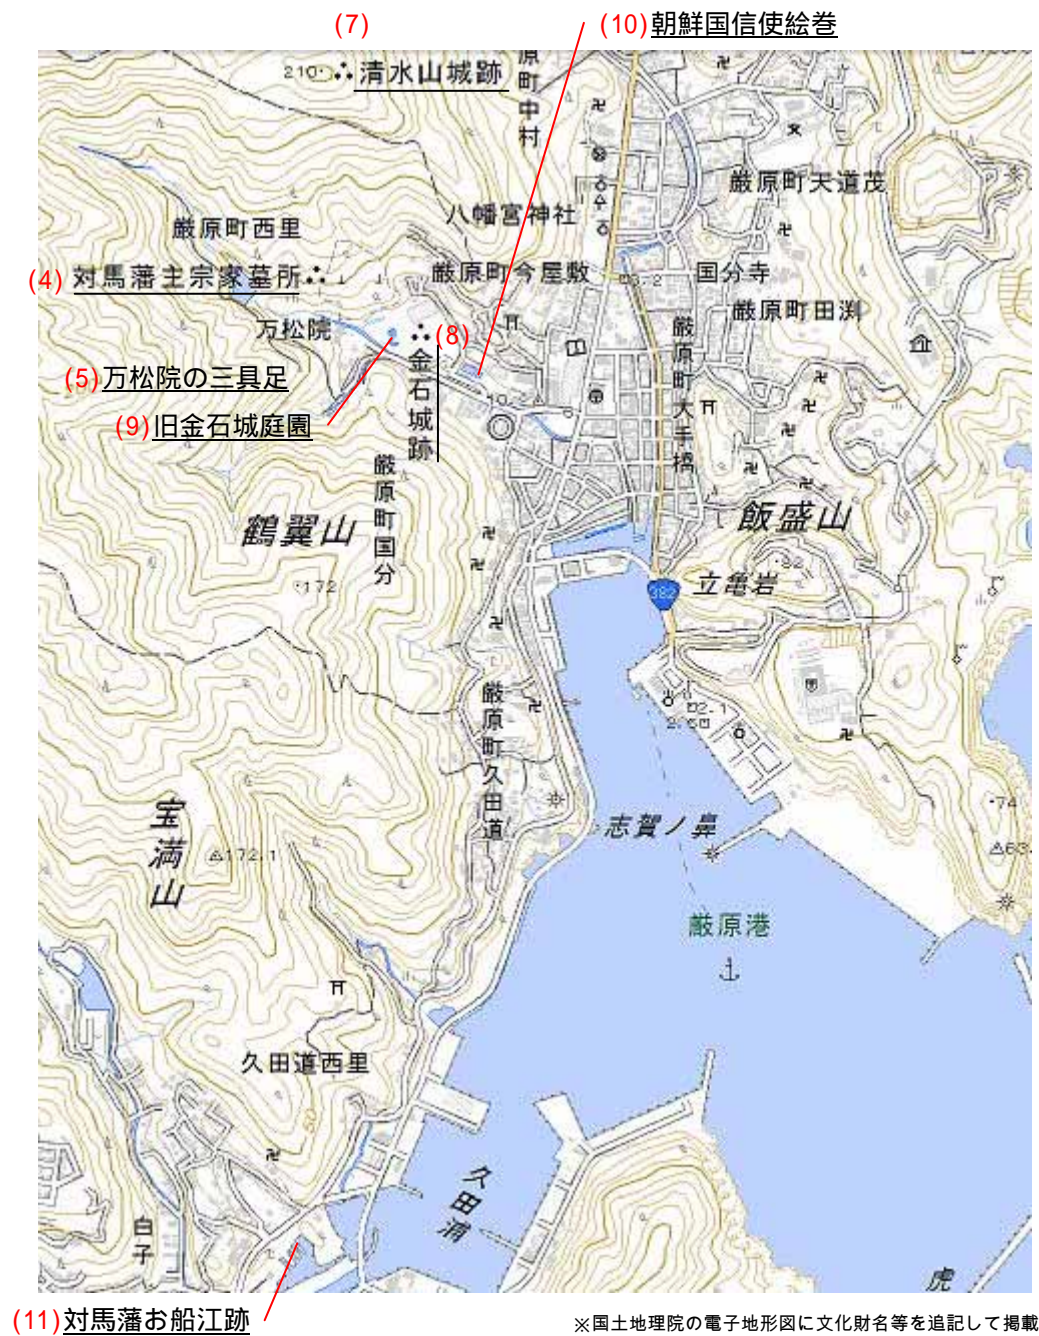 (7)
(10)朝鮮国信使絵巻
210
清水山城跡
厳原町中村
厳原町天道茂
八幡宮神社
厳原町西里
(4)対馬藩主宗家墓所
厳原町今屋敷
国分寺
3.2
厳原町田渕
万松院
(8)
金石城跡
厳原町大手橋
(5)万松院の三具足
(9)旧金石城庭園
厳原町国分
鶴翼山
172
飯盛山
立亀岩
382
厳原町久田道
志賀ノ鼻
74
宝満山
172.1
厳原港
久田道西里
久田浦
白子
虎
(11)対馬藩お船江跡
※国土地理院の電子地形図に文化財名等を追記して掲載